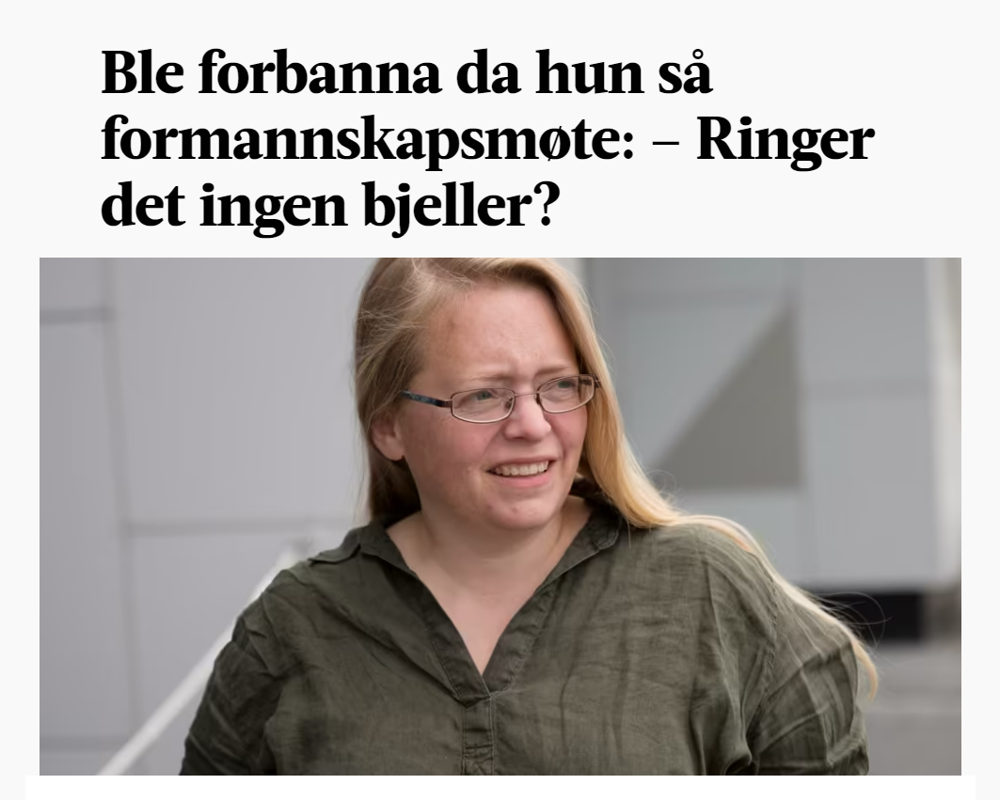 Ble forbanna da hun så
formannskapsmøte: – Ringer
det ingen bjeller?